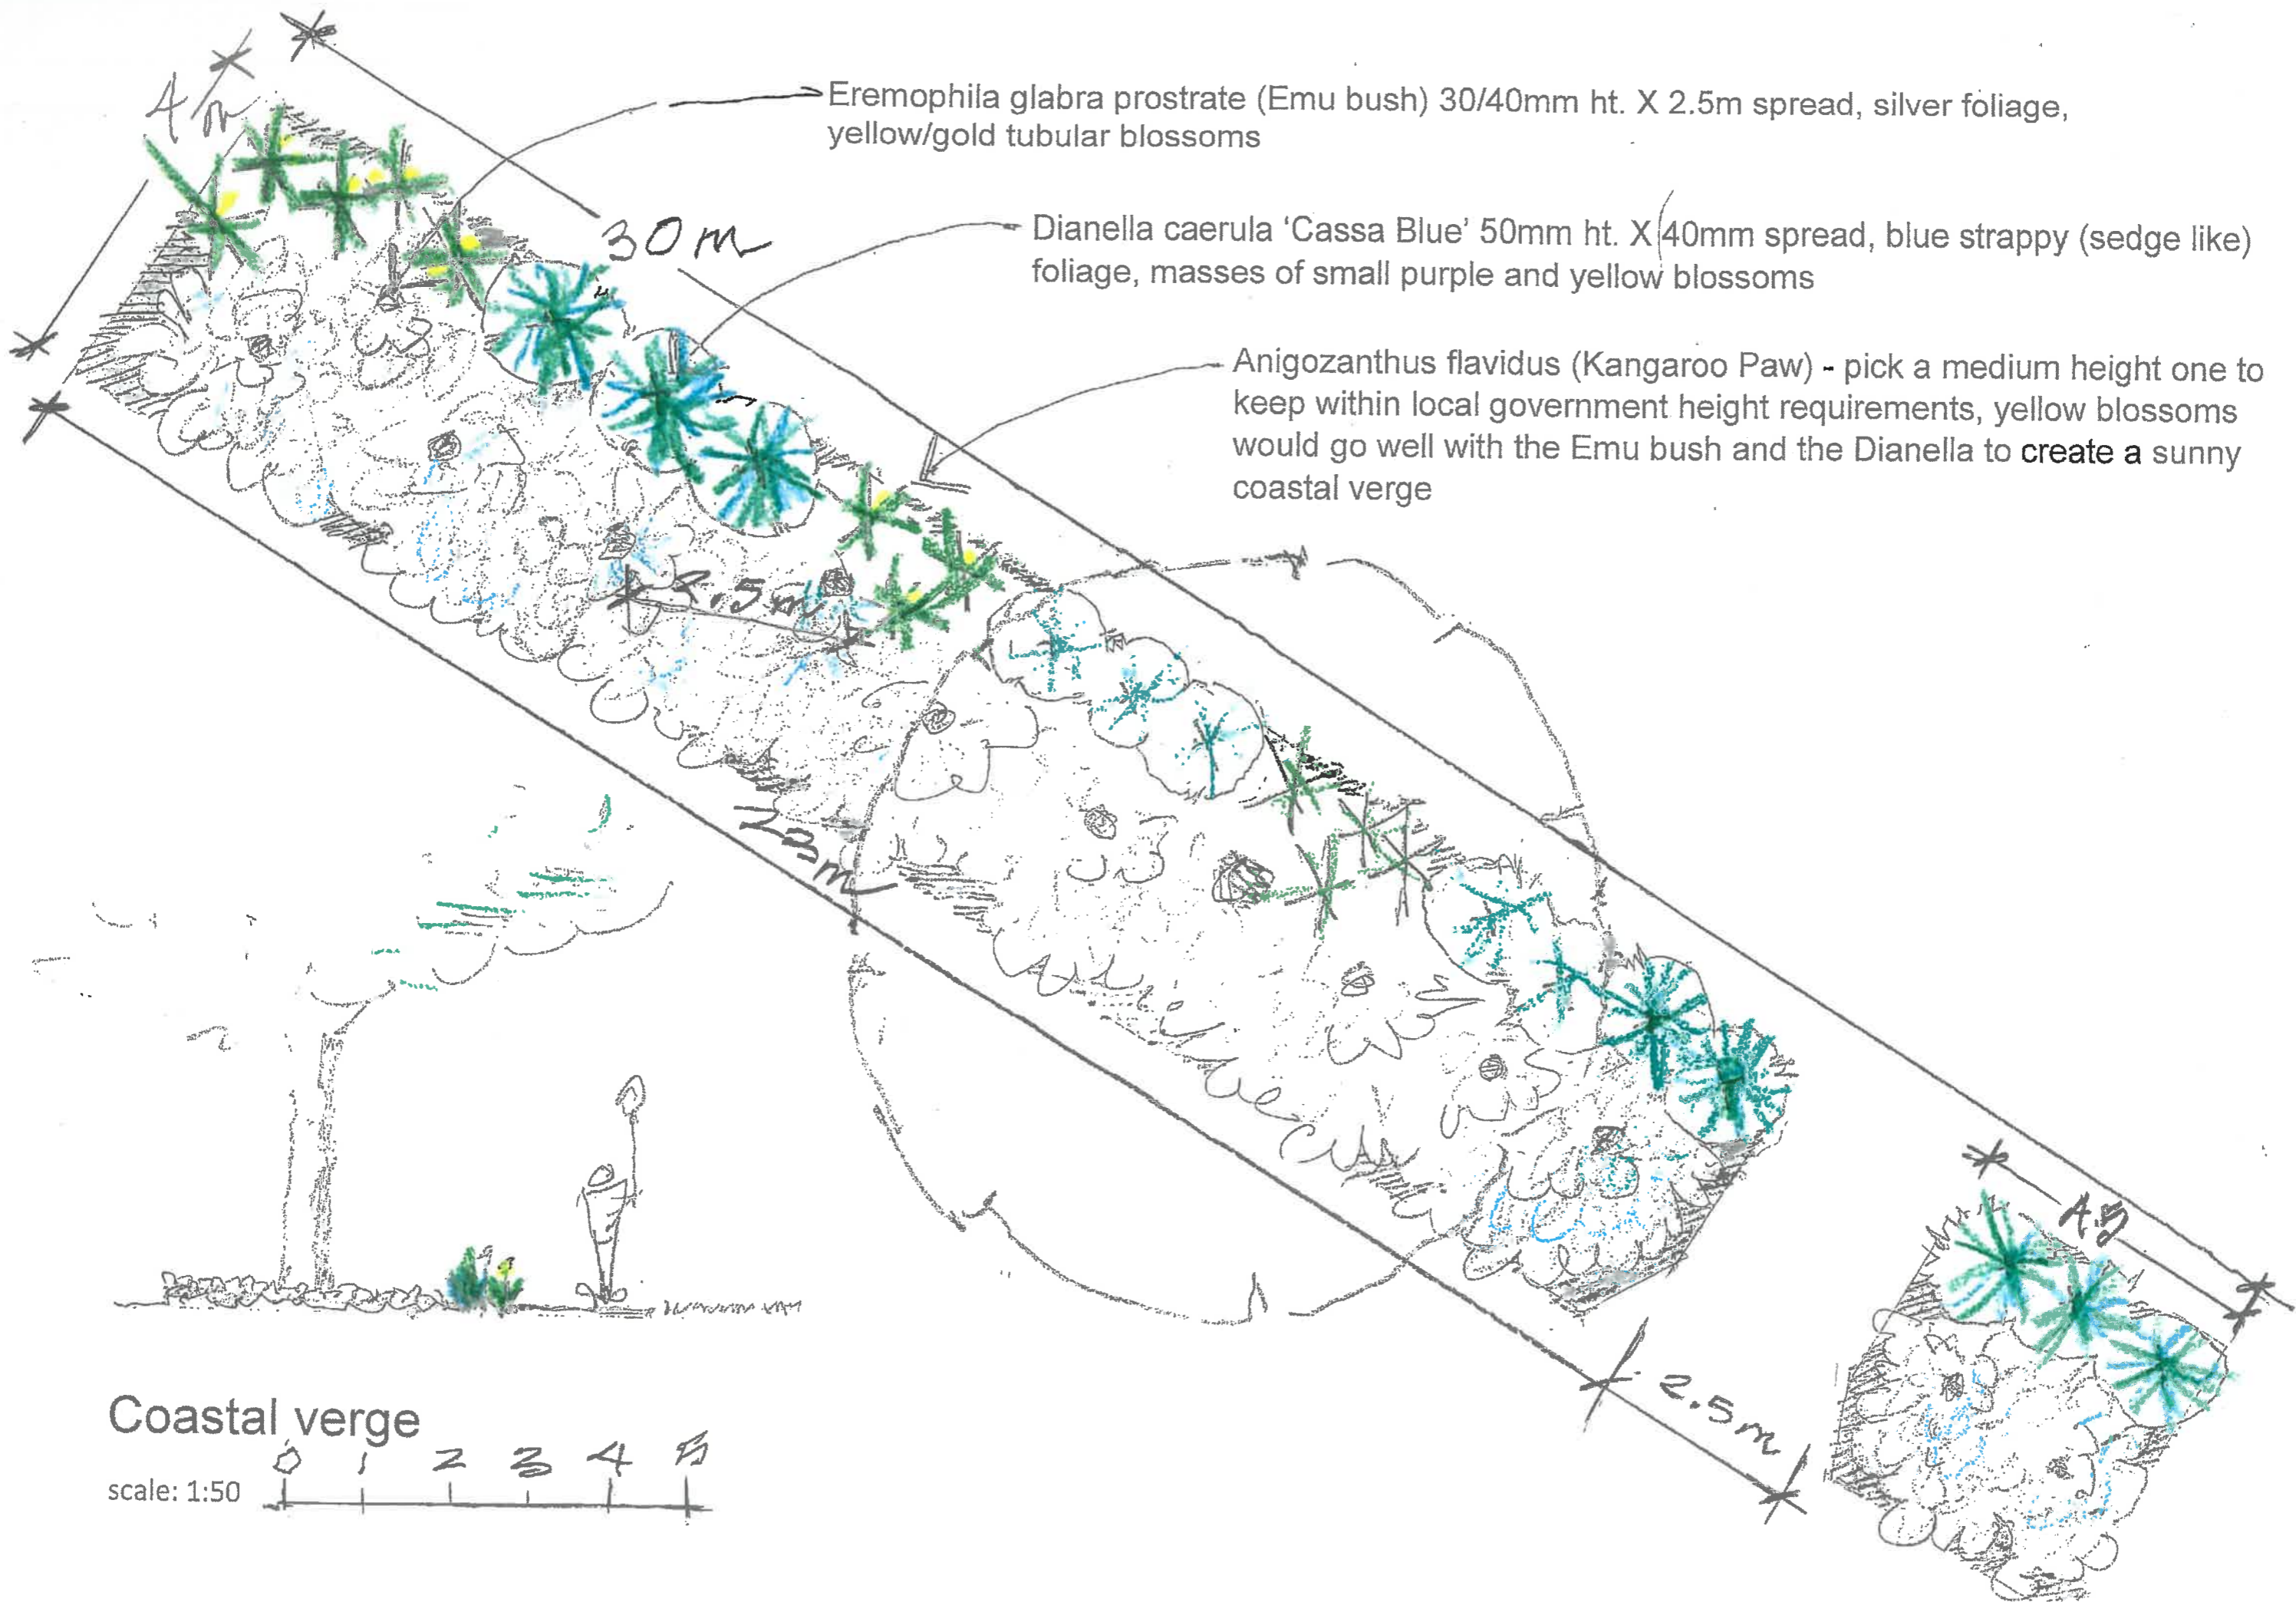 4m
Eremophila glabra prostrate (Emu bush) 30/40mm ht. X 2.5m spread, silver foliage,
yellow/gold tubular blossoms
30m
Dianella caerula ‘Cassa Blue’ 50mm ht. X 40mm spread, blue strappy (sedge like)
foliage, masses of small purple and yellow blossoms
Anigozanthus flavidus (Kangaroo Paw) - pick a medium height one to
keep within local government height requirements, yellow blossoms
would go well with the Emu bush and the Dianella to create a sunny
coastal verge
4.5
2.5m
Coastal verge
0 1 2 3 4 5
scale: 1:50